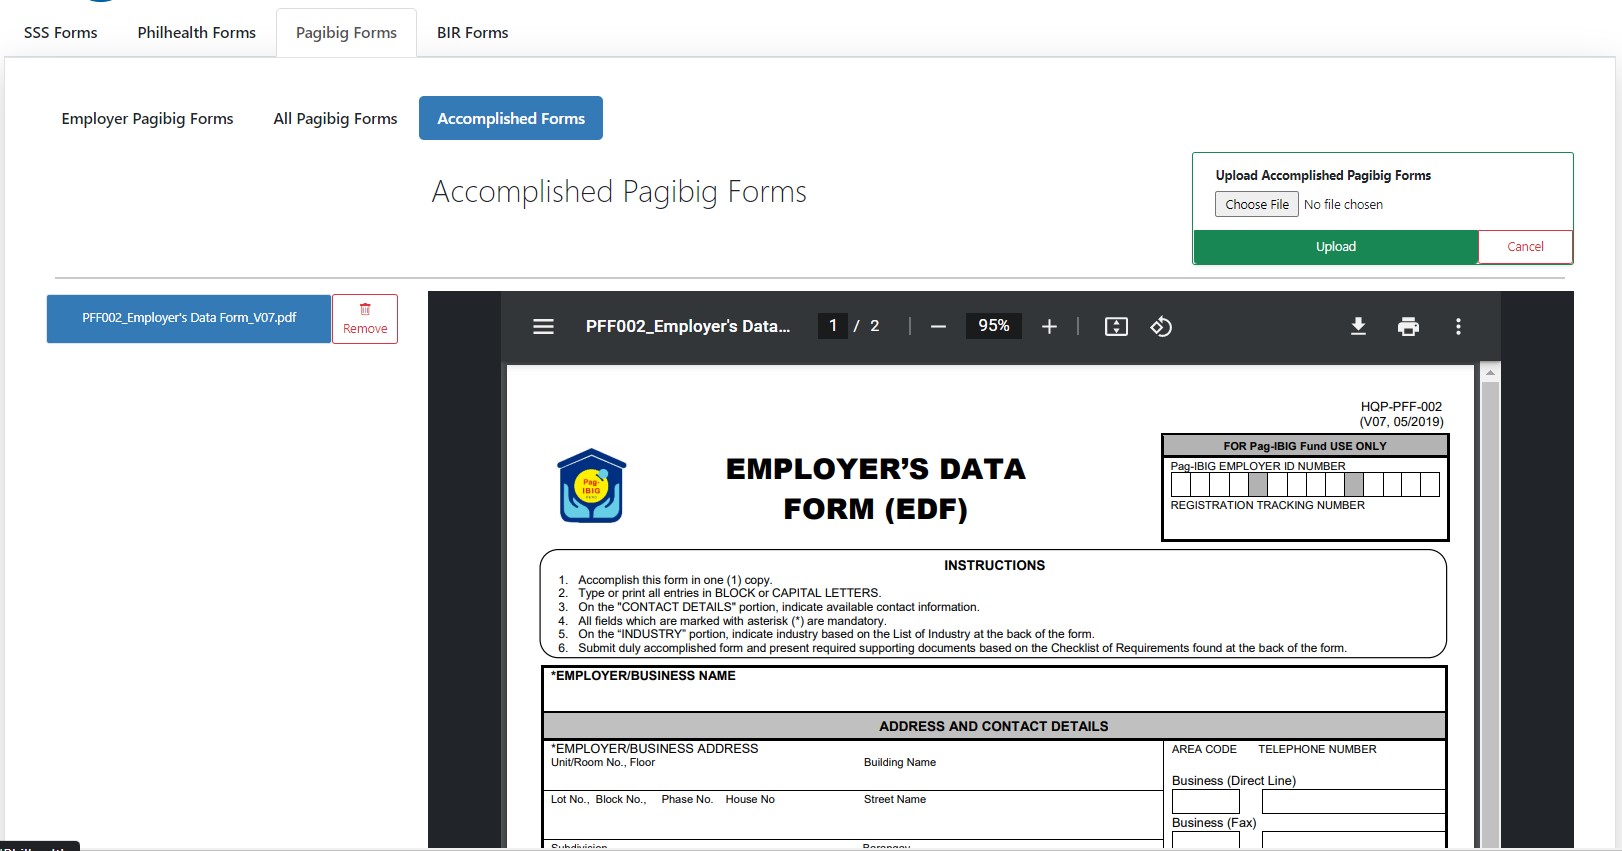 SSS Forms Philhealth Forms Pagibig Forms BIR Forms
Employer Pagibig Forms All Pagibig Forms Accomplished Forms
Accomplished Pagibig Forms
Upload Accomplished Pagibig Forms
Choose File No file chosen
Upload Cancel
PFF002_Employer's Data Form_V07.pdf
Remove
PFF002_Employer's Data... 1 / 2 95%
HQP-PFF-002
(V07, 05/2019)
FOR Pag-IBIG Fund USE ONLY
Pag-IBIG EMPLOYER ID NUMBER
REGISTRATION TRACKING NUMBER
Pag-
IBIG
EMPLOYER’S DATA
FORM (EDF)
INSTRUCTIONS
1. Accomplish this form in one (1) copy.
2. Type or print all entries in BLOCK or CAPITAL LETTERS.
3. On the "CONTACT DETAILS" portion, indicate available contact information.
4. All fields which are marked with asterisk (*) are mandatory.
5. On the “INDUSTRY” portion, indicate industry based on the List of Industry at the back of the form.
6. Submit duly accomplished form and present required supporting documents based on the Checklist of Requirements found at the back of the form.
*EMPLOYER/BUSINESS NAME
ADDRESS AND CONTACT DETAILS
*EMPLOYER/BUSINESS ADDRESS
Unit/Room No., Floor Building Name
AREA CODE TELEPHONE NUMBER
Business (Direct Line)
Lot No., Block No., Phase No. House No Street Name
Business (Fax)
Subdivision Barangay